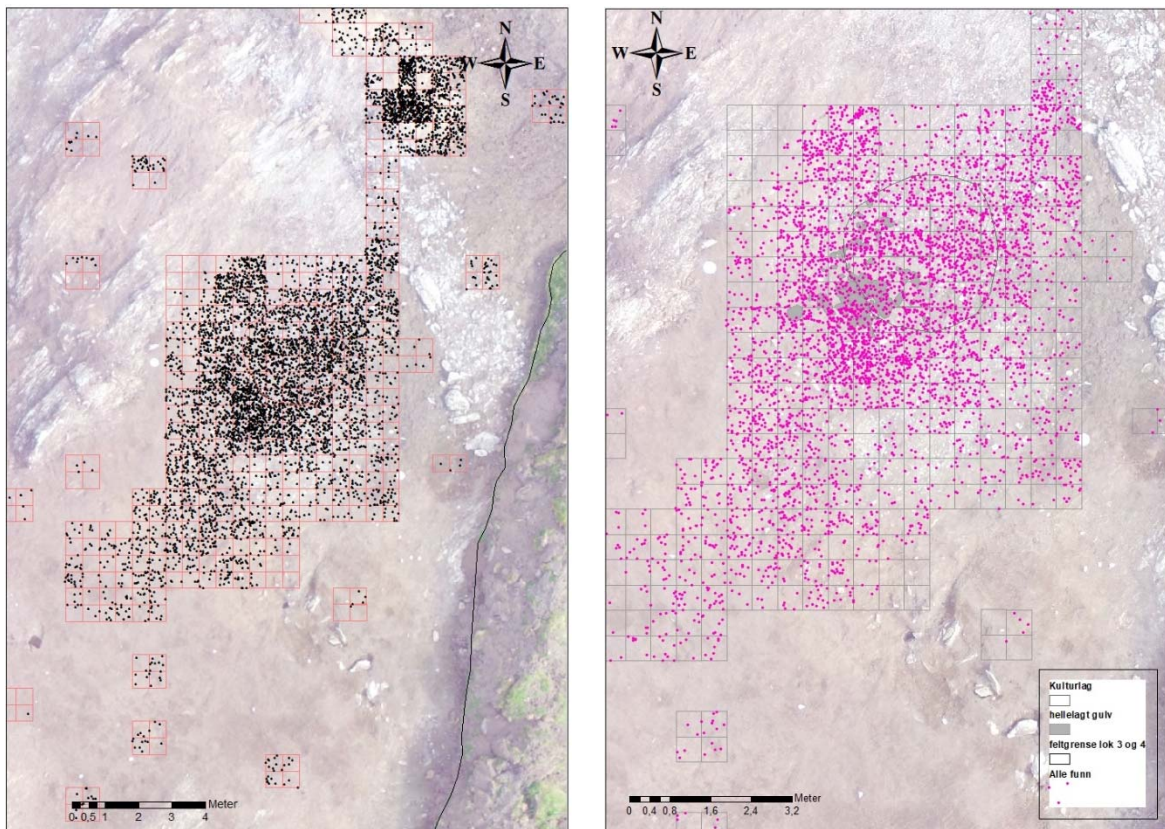 N
W E
S
0 0,5 1 2 3 4 Meter
N
W E
S
Kulturlag
hellelagt gulv
feltgrense lok 3 og 4
Alle funn
0 0,4 0,8 1,6 2,4 3,2 Meter